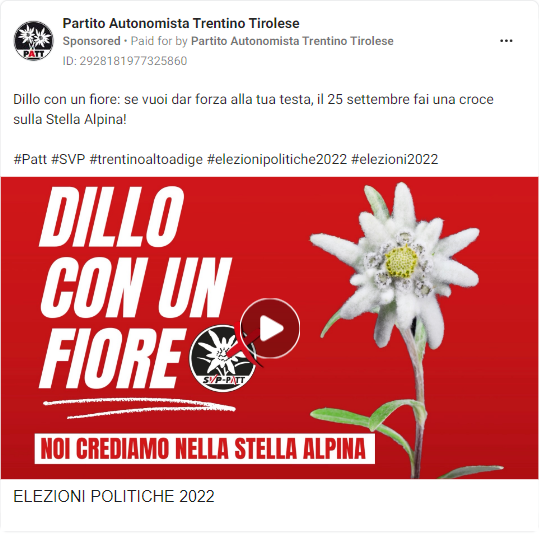 Partito Autonomista Trentino Tirolese
Sponsored • Paid for by Partito Autonomista Trentino Tirolese
ID: 2928181977325860
PATT
Dillo con un fiore: se vuoi dar forza alla tua testa, il 25 settembre fai una croce
sulla Stella Alpina!
#Patt #SVP #trentinoaltoadige #elezionipolitiche2022 #elezioni2022
DILLO
CON UN
FIORE
SVP-PATT
NOI CREDIAMO NELLA STELLA ALPINA
ELEZIONI POLITICHE 2022